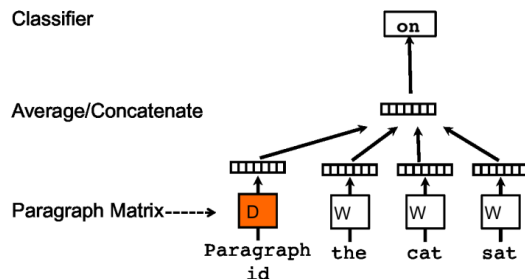 Classifier
on
Average/Concatenate
Paragraph Matrix
D
W
W
W
Paragraph
id
the
cat
sat